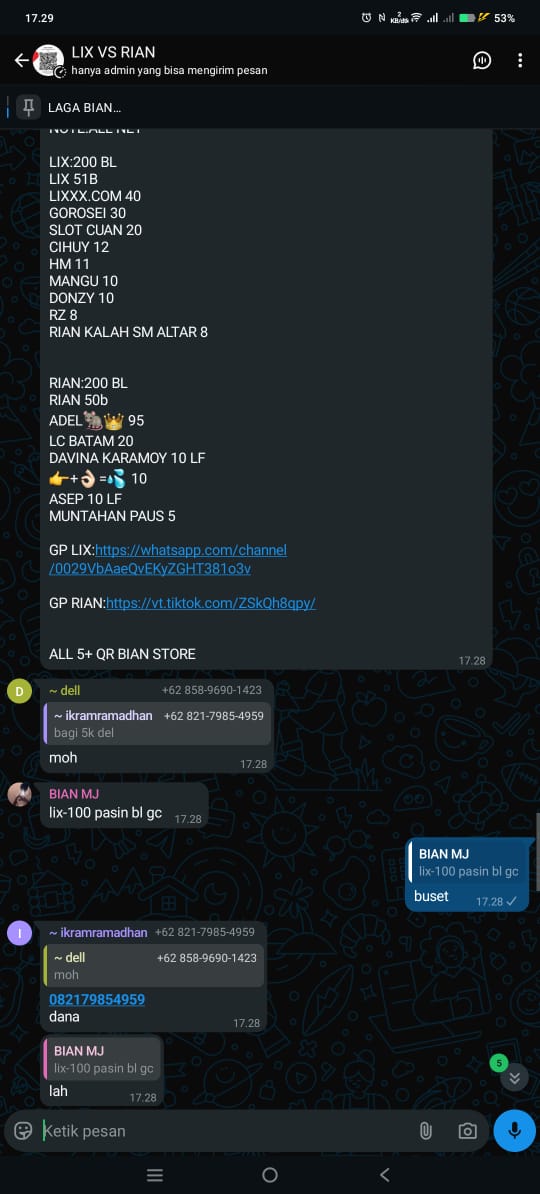 17.29
2
KB/dtk
53%
LIX VS RIAN
hanya admin yang bisa mengirim pesan
LAGA BIAN...
NOTE:ALL NET
LIX:200 BL
LIX 51B
LIXXX.COM 40
GOROSEI 30
SLOT CUAN 20
CIHUY 12
HM 11
MANGU 10
DONZY 10
RZ 8
RIAN KALAH SM ALTAR 8
RIAN:200 BL
RIAN 50b
ADEL🐀👑 95
LC BATAM 20
DAVINA KARAMOY 10 LF
👉+👌🏻=💦 10
ASEP 10 LF
MUNTAHAN PAUS 5
GP LIX:https://whatsapp.com/channel
/0029VbAaeQvEKyZGHT381o3v
GP RIAN:https://vt.tiktok.com/ZSkQh8qpy/
ALL 5+ QR BIAN STORE
17.28
D
~ dell +62 858-9690-1423
~ ikramramadhan +62 821-7985-4959
bagi 5k del
moh
17.28
BIAN MJ
lix-100 pasin bl gc 17.28
BIAN MJ
lix-100 pasin bl gc
buset 17.28
I
~ ikramramadhan +62 821-7985-4959
~ dell +62 858-9690-1423
moh
082179854959
dana
17.28
BIAN MJ
lix-100 pasin bl gc
lah
17.28
5
Ketik pesan